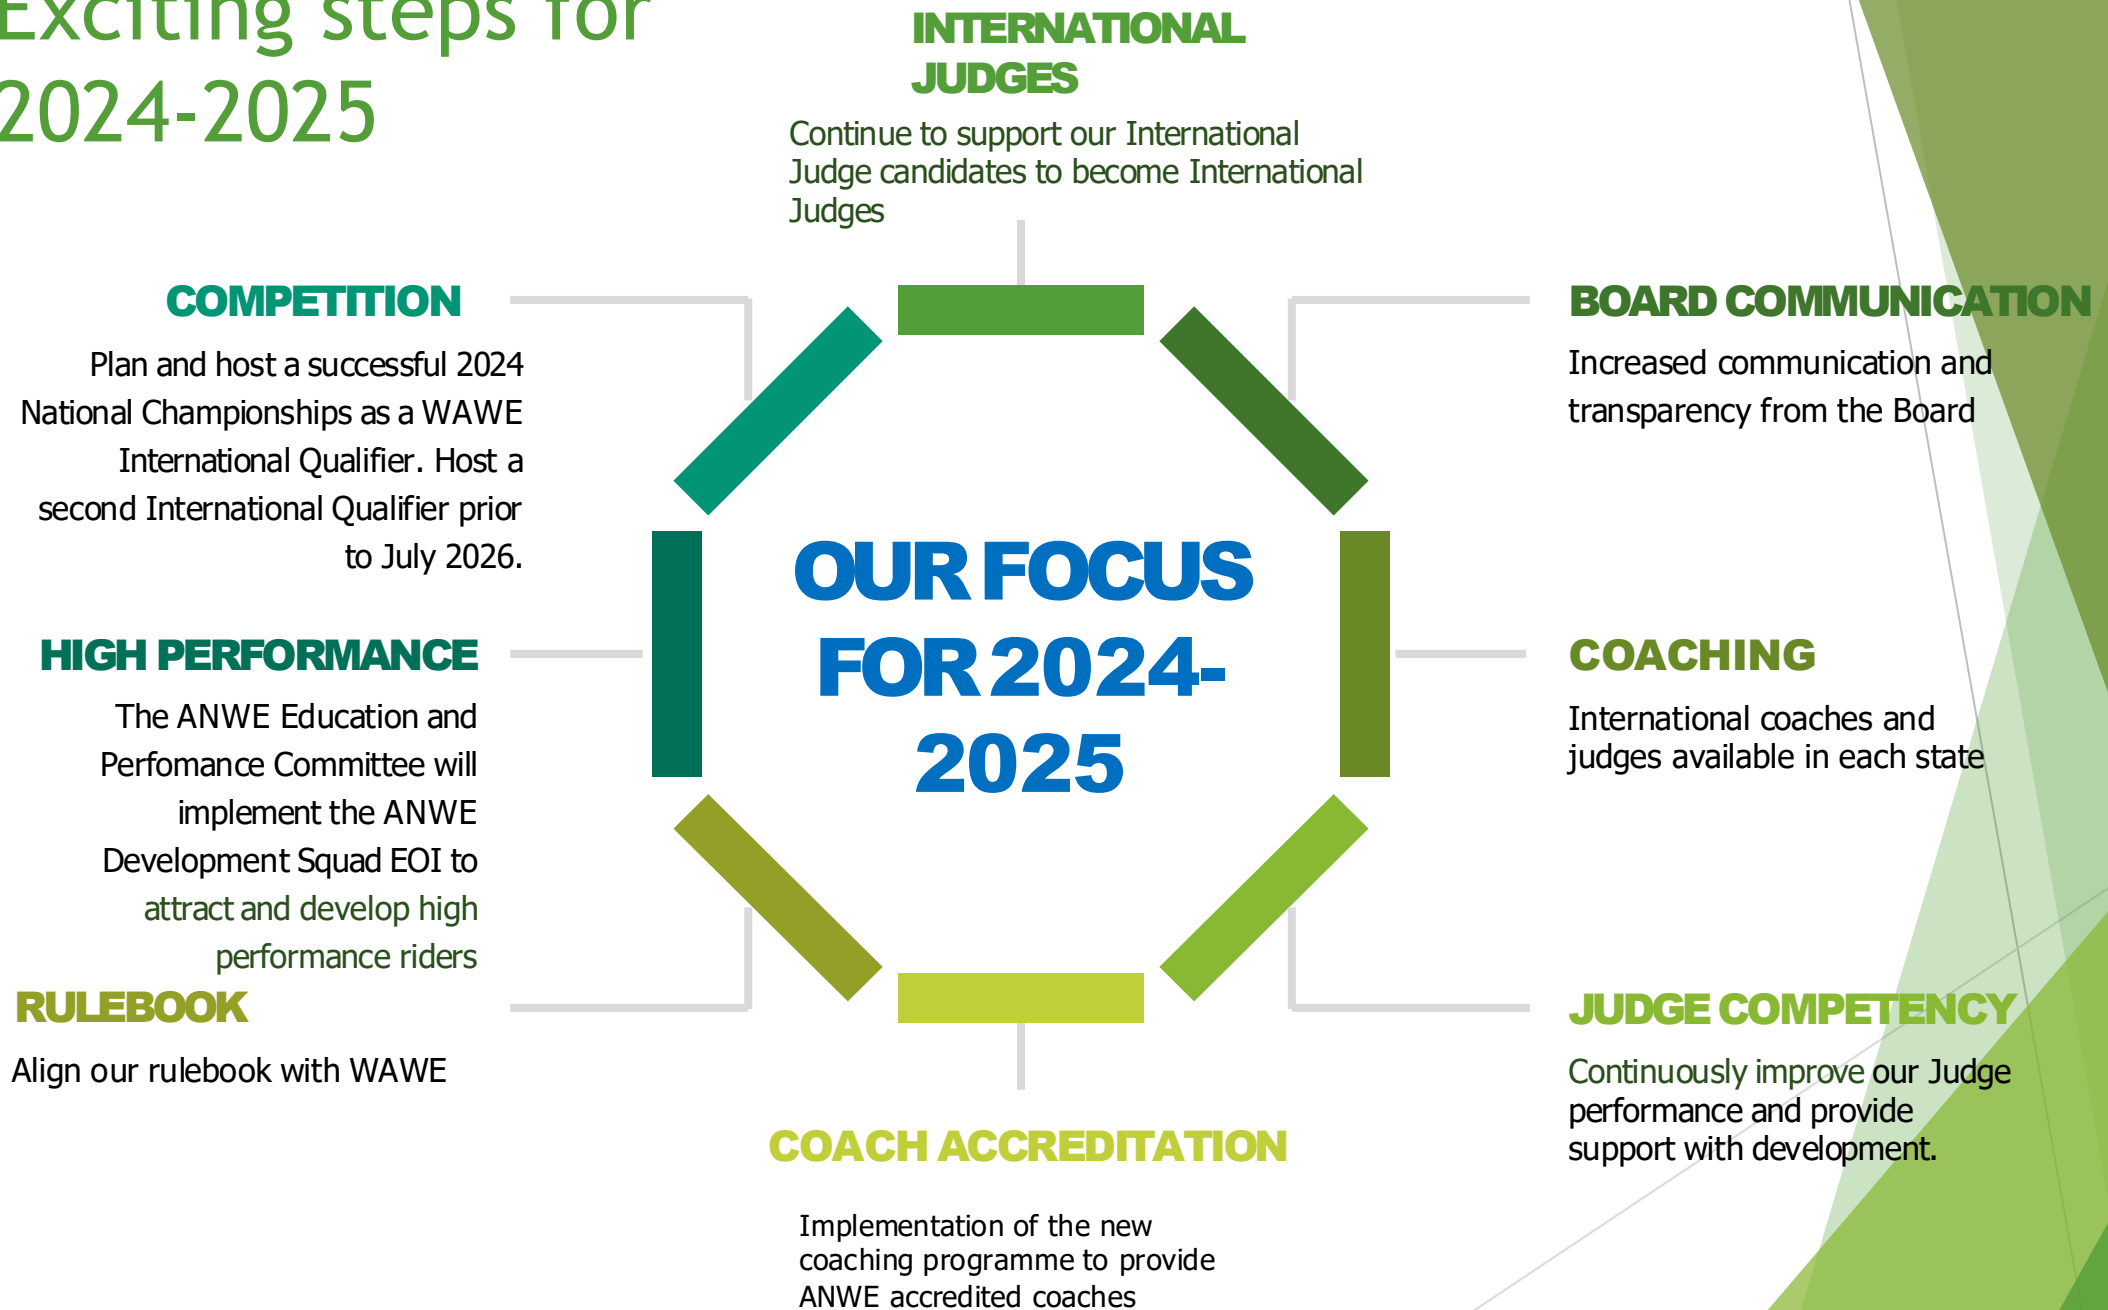 Exciting steps for
2024-2025
INTERNATIONAL
JUDGES
Continue to support our International
Judge candidates to become International
Judges
COMPETITION
Plan and host a successful 2024
National Championships as a WAWE
International Qualifier. Host a
second International Qualifier prior
to July 2026.
BOARD COMMUNICATION
Increased communication and
transparency from the Board
OUR FOCUS
FOR 2024-
2025
HIGH PERFORMANCE
The ANWE Education and
Perfomance Committee will
implement the ANWE
Development Squad EOI to
attract and develop high
performance riders
COACHING
International coaches and
judges available in each state
RULEBOOK
Align our rulebook with WAWE
JUDGE COMPETENCY
Continuously improve our Judge
performance and provide
support with development.
COACH ACCREDITATION
Implementation of the new
coaching programme to provide
ANWE accredited coaches